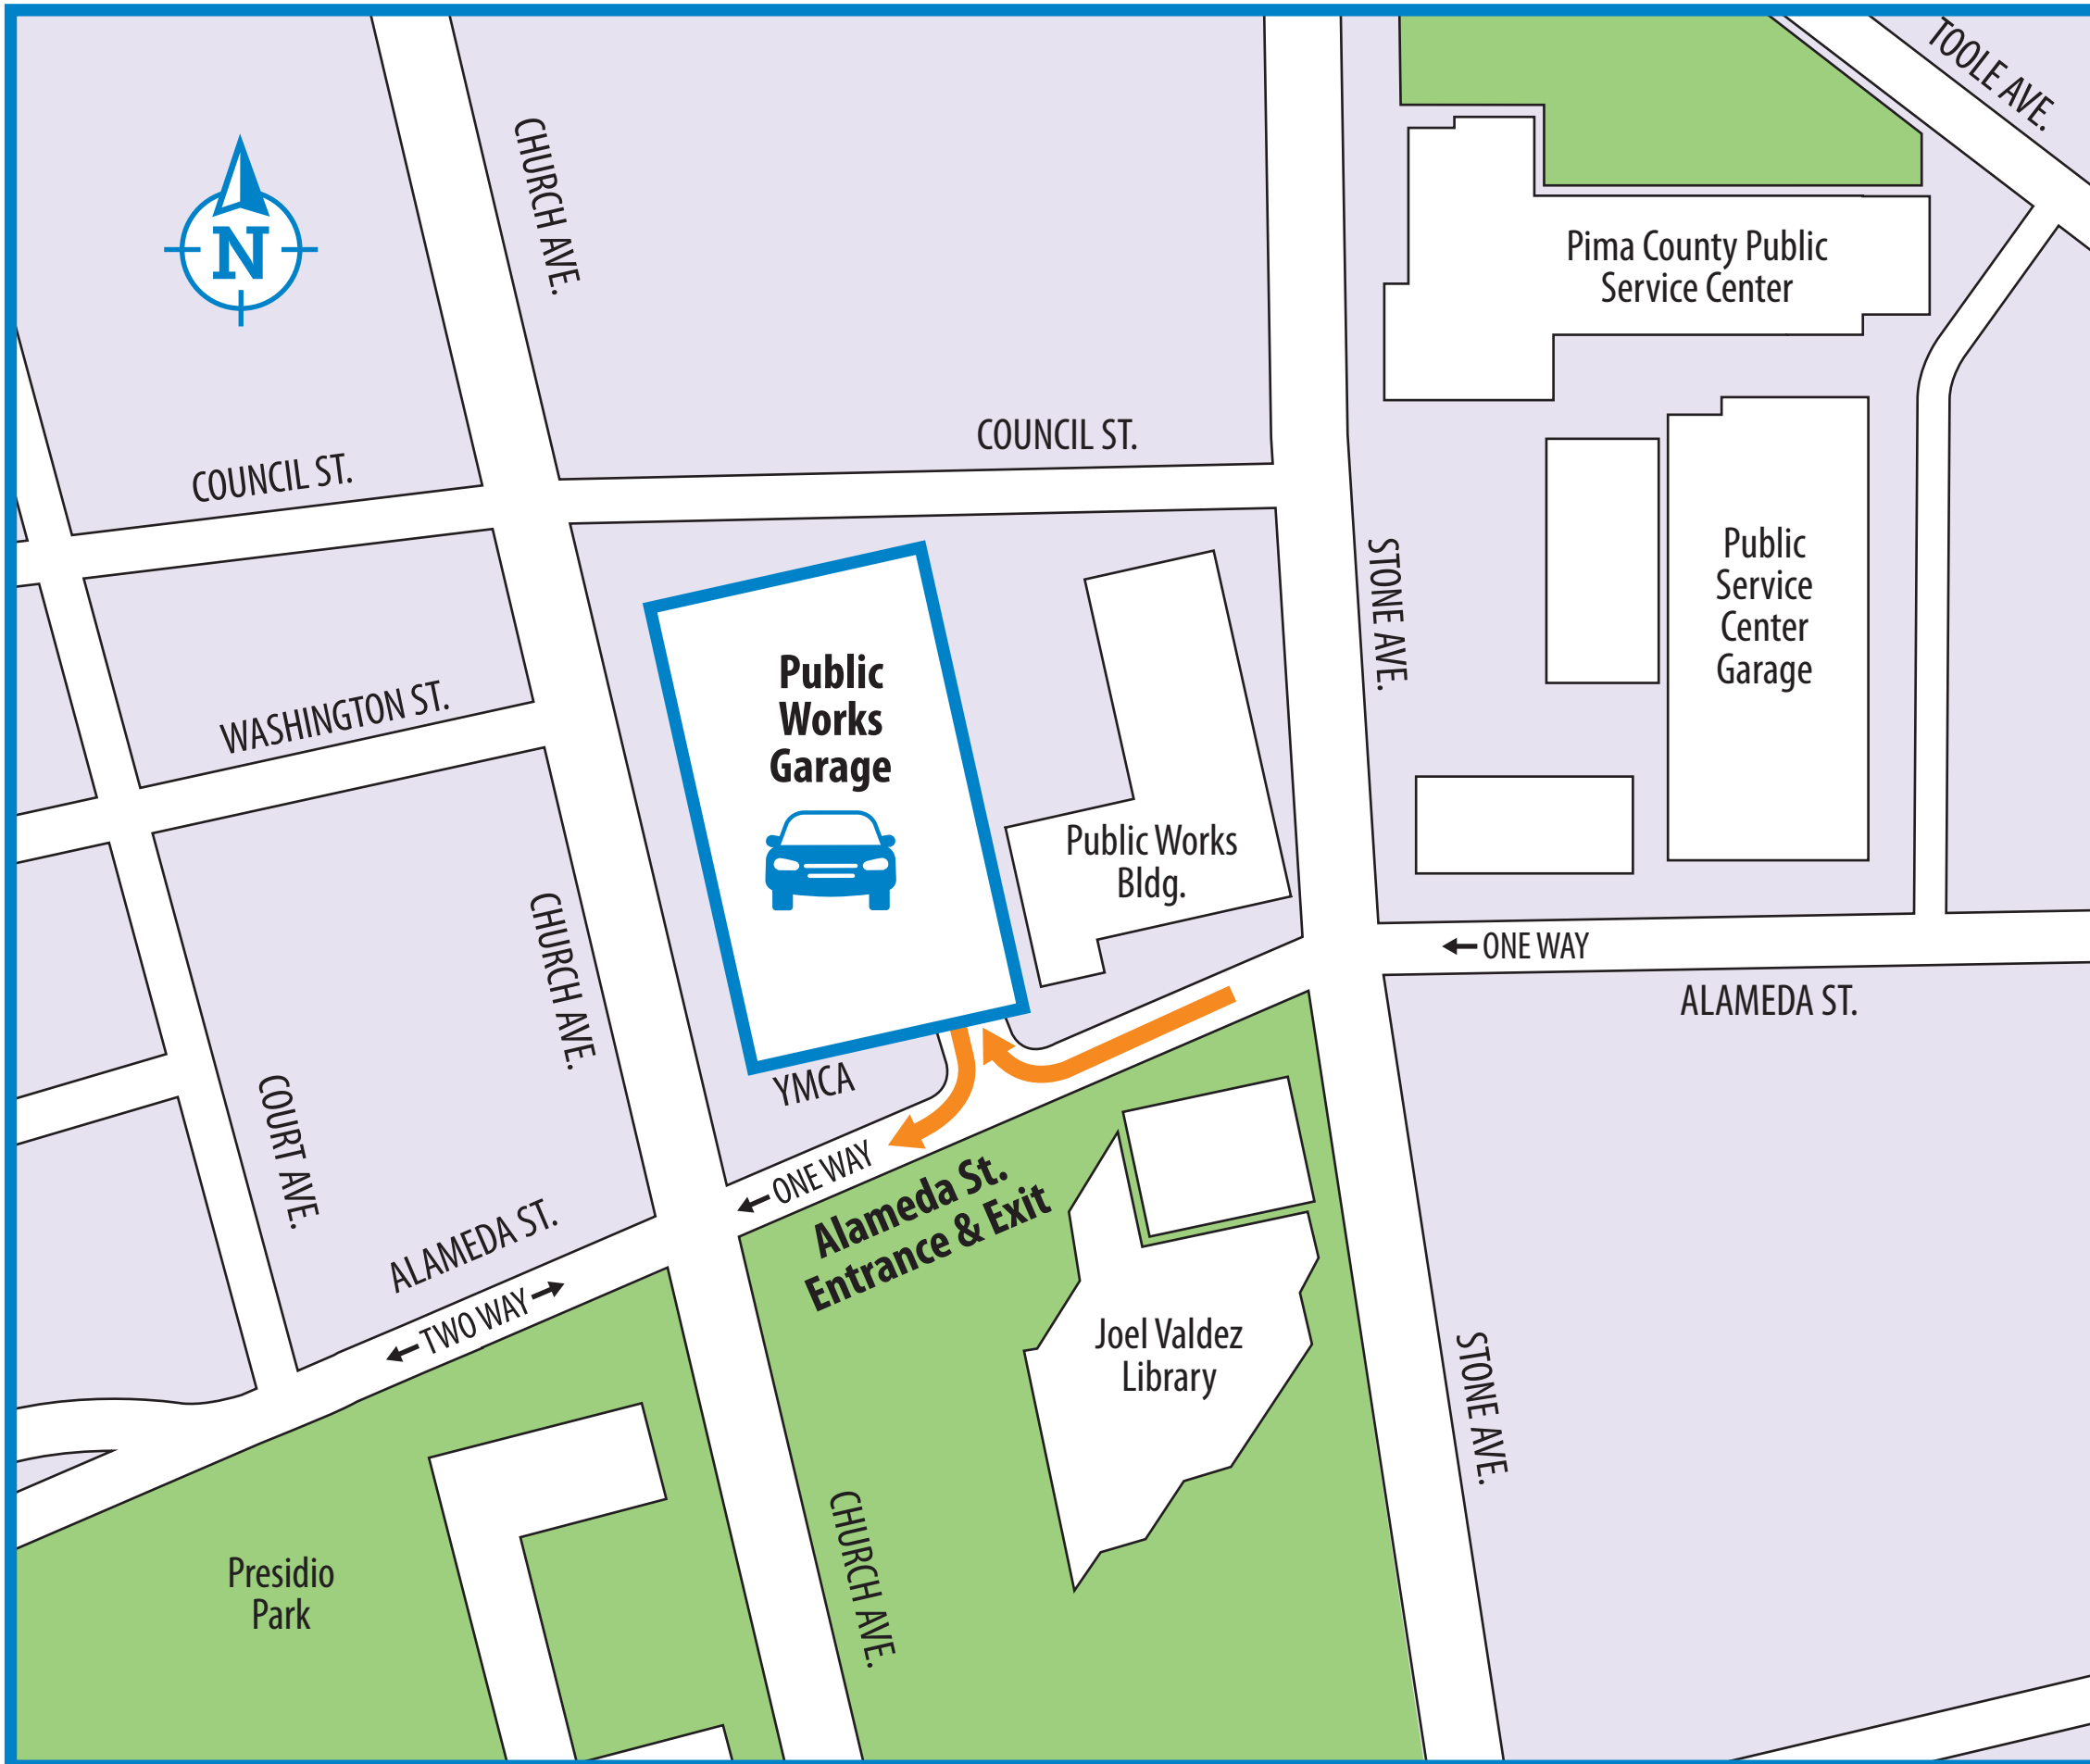 TOOLE AVE.
CHURCH AVE.
N
Pima County Public
Service Center
COUNCIL ST.
COUNCIL ST.
STONE AVE.
Public
Service
Center
Garage
Public
Works
Garage
WASHINGTON ST.
Public Works
Bldg.
CHURCH AVE.
← ONE WAY
ALAMEDA ST.
YMCA
COURT AVE.
← ONE WAY
Alameda St.
Entrance & Exit
ALAMEDA ST.
← TWO WAY →
Joel Valdez
Library
STONE AVE.
CHURCH AVE.
Presidio
Park